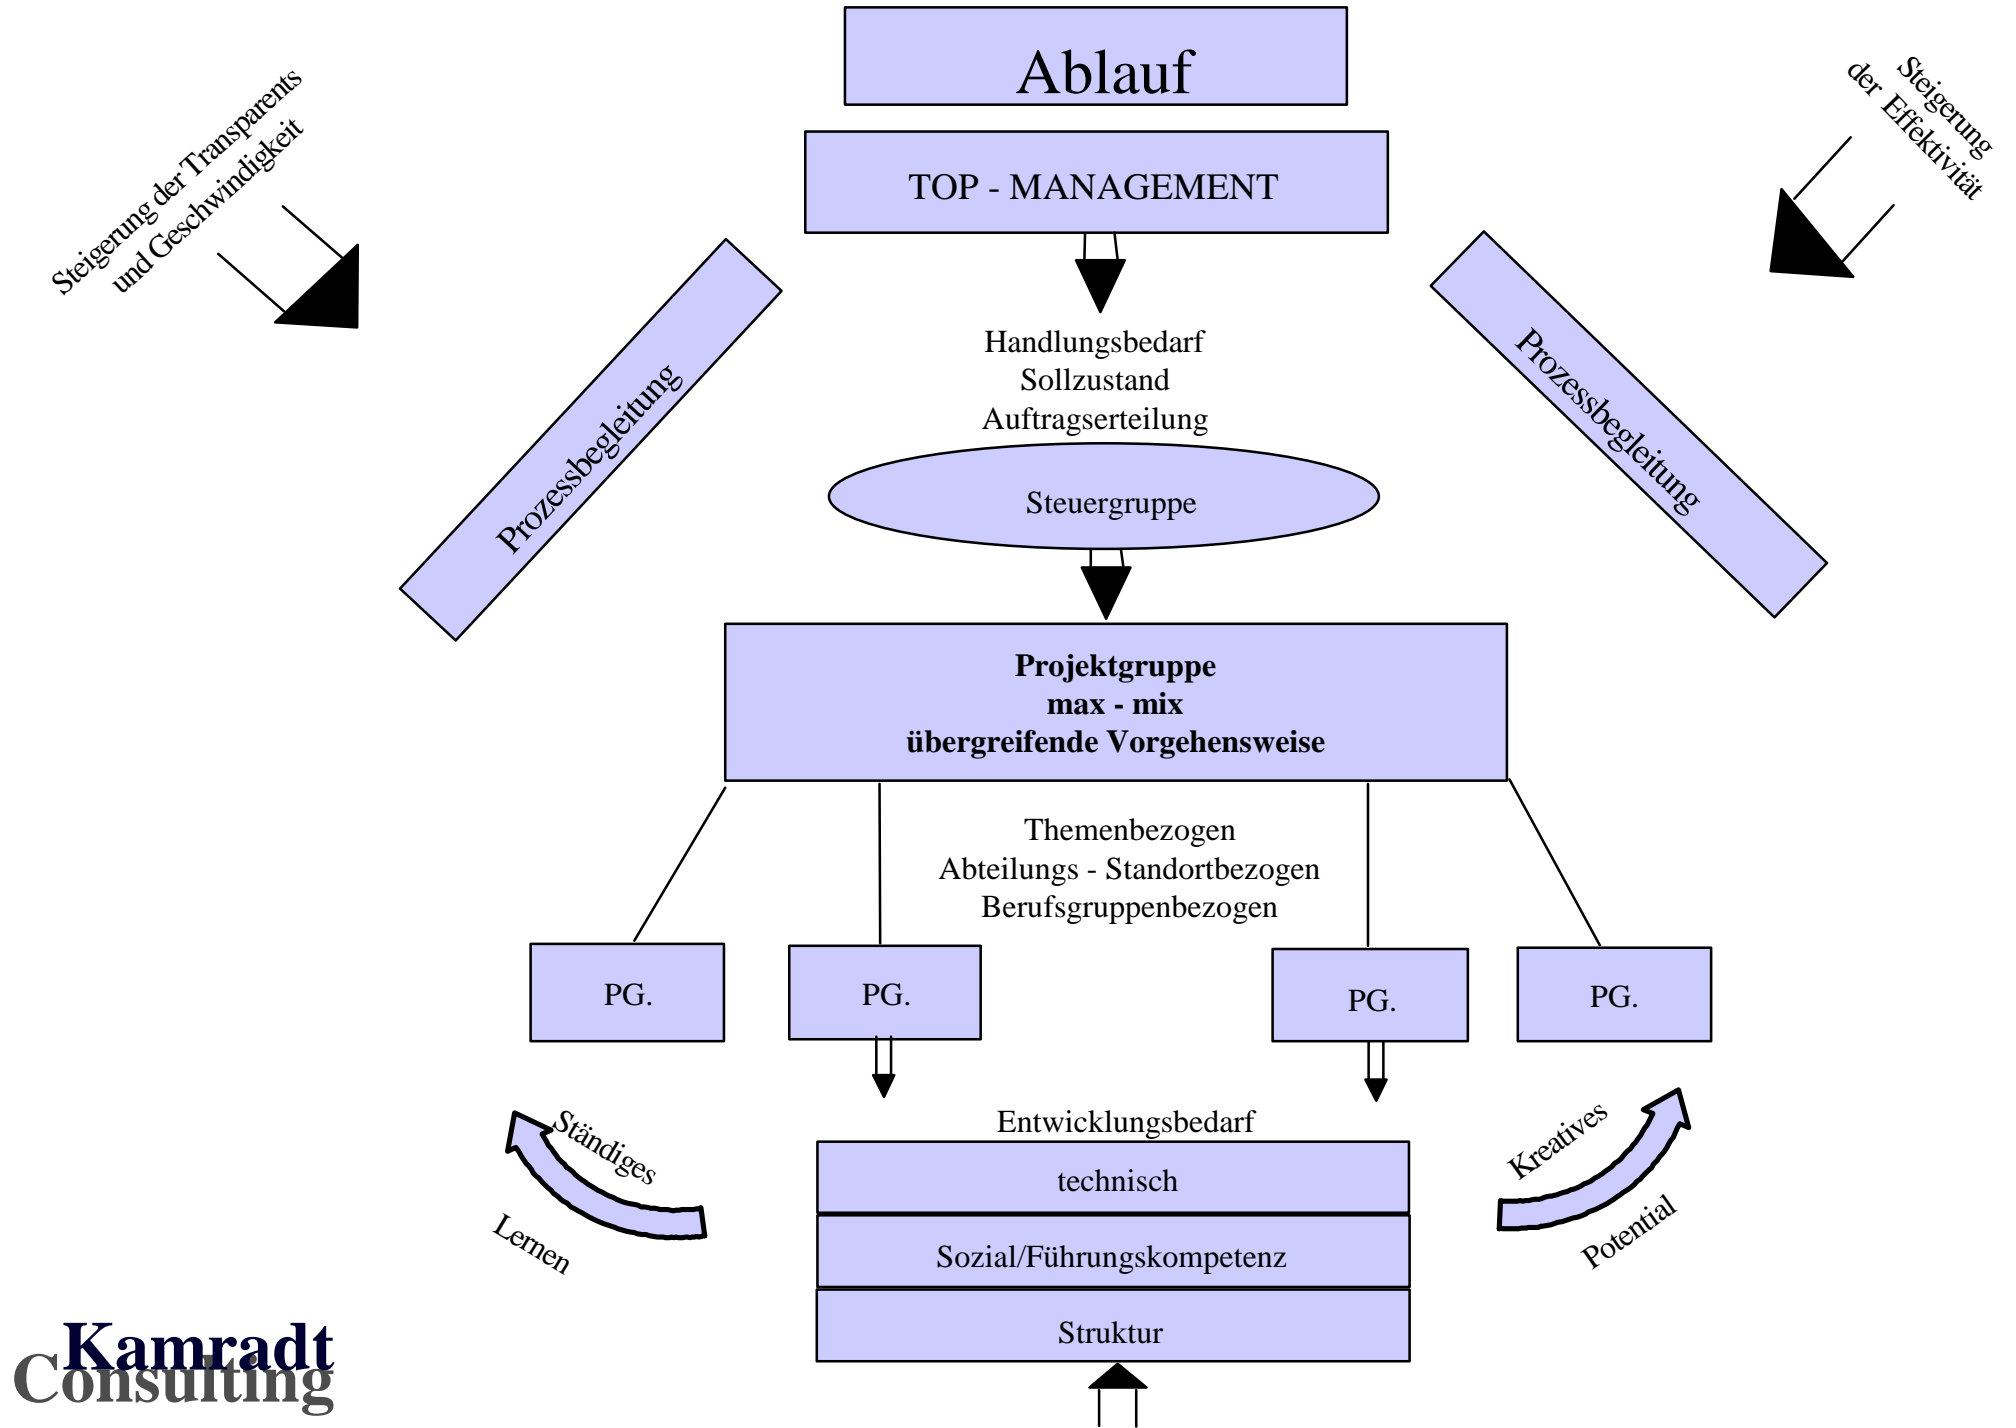 Ablauf
Steigerung der Transparents
und Geschwindigkeit
Steigerung
der Effektivität
TOP - MANAGEMENT
Prozessbegleitung
Prozessbegleitung
Handlungsbedarf
Sollzustand
Auftragserteilung
Steuergruppe
Projektgruppe
max - mix
übergreifende Vorgehensweise
Themenbezogen
Abteilungs - Standortbezogen
Berufsgruppenbezogen
PG.
PG.
PG.
PG.
Ständiges
Lernen
Entwicklungsbedarf
technisch
Sozial/Führungskompetenz
Struktur
Kreatives
Potential
Kamradt
Consulting